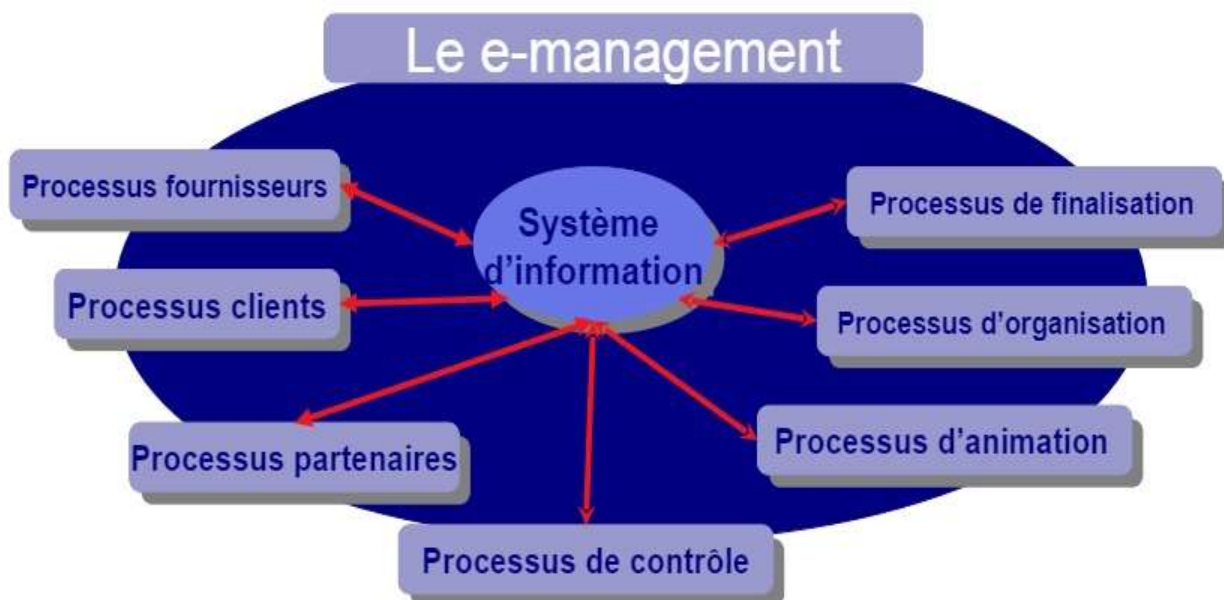 Le e-management
Processus fournisseurs
Processus de finalisation
Système
d’information
Processus clients
Processus d’organisation
Processus partenaires
Processus d’animation
Processus de contrôle